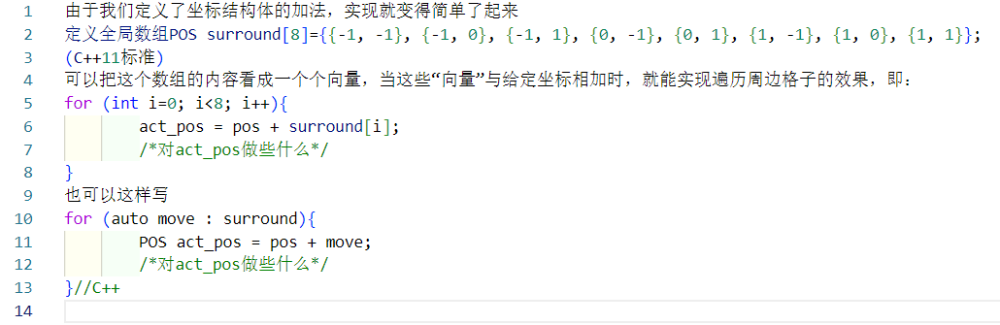 1 由于我们定义了坐标结构体的加法，实现就变得简单了起来
2 定义全局数组POS surround[8]={{-1, -1}, {-1, 0}, {-1, 1}, {0, -1}, {0, 1}, {1, -1}, {1, 0}, {1, 1}};
3 (C++11标准)
4 可以把这个数组的内容看成一个个向量，当这些“向量”与给定坐标相加时，就能实现遍历周边格子的效果，即：
5 for (int i=0; i<8; i++){
6 act_pos = pos + surround[i];
7 /*对act_pos做些什么*/
8 }
9 也可以这样写
10 for (auto move : surround){
11 POS act_pos = pos + move;
12 /*对act_pos做些什么*/
13 }//C++
14